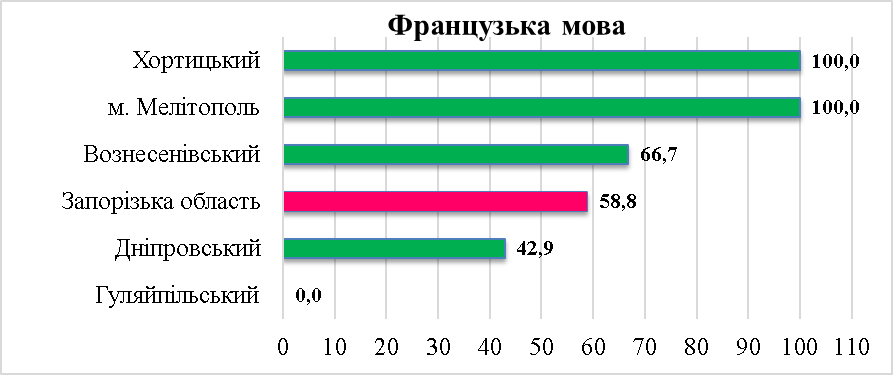 Французька мова
Хортицький 100,0
м. Мелітополь 100,0
Вознесенівський 66,7
Запорізька область 58,8
Дніпровський 42,9
Гуляйпільський 0,0
0 10 20 30 40 50 60 70 80 90 100 110